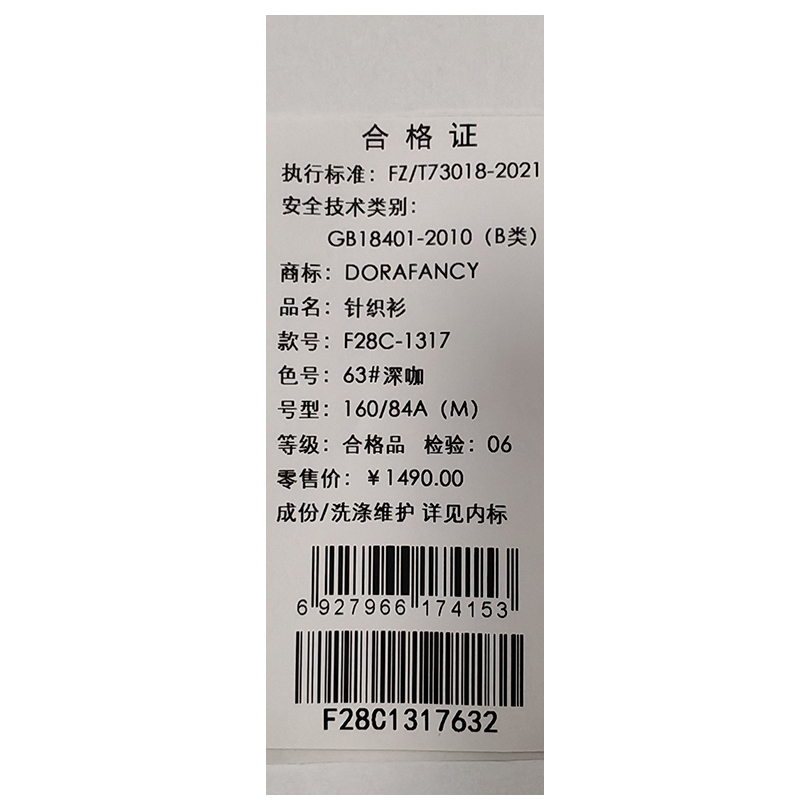 合格证
执行标准：FZ/T73018-2021
安全技术类别：
GB18401-2010（B类）
商标：DORAFANCY
品名：针织衫
款号：F28C-1317
色号：63#深咖
号型：160/84A（M）
等级：合格品 检验：06
零售价：￥1490.00
成份/洗涤维护 详见内标
6 927966 174153
F28C1317632